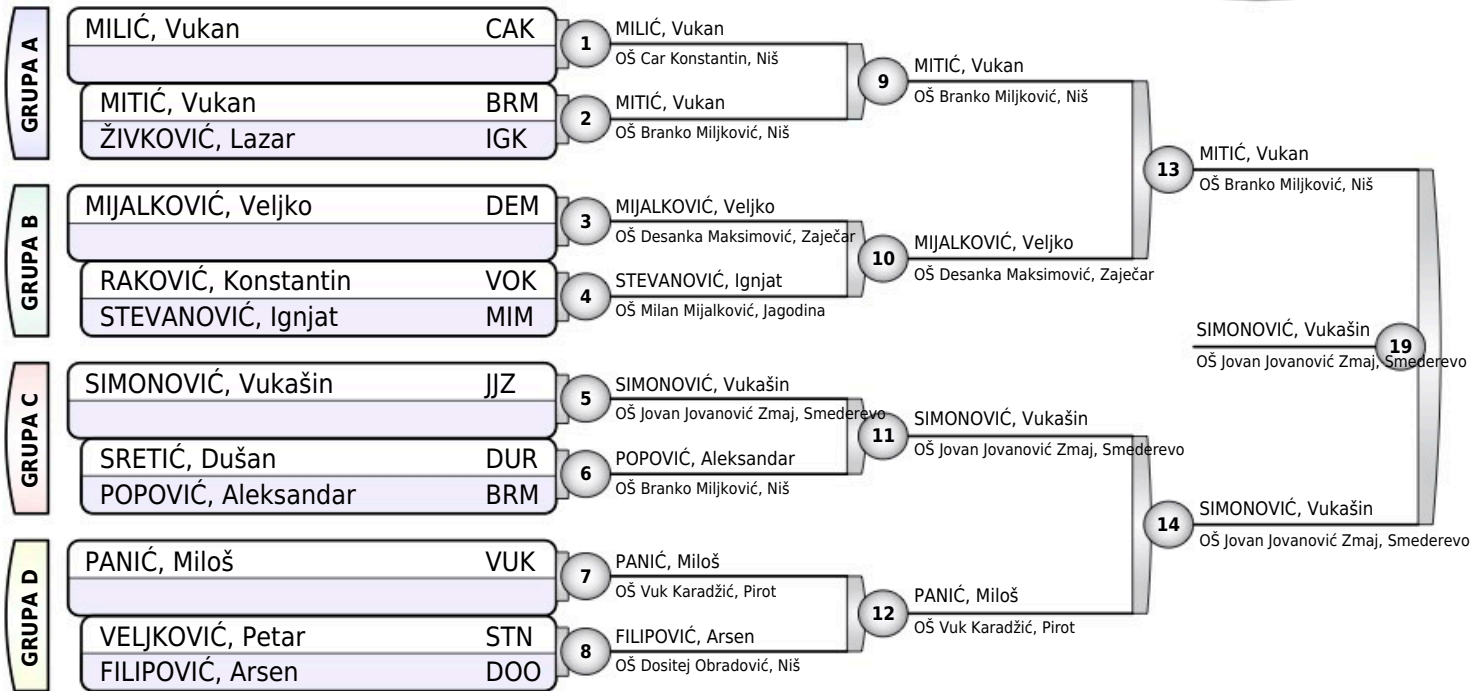 GRUPA A
MILIĆ, Vukan CAK
MITIĆ, Vukan BRM
ŽIVKOVIĆ, Lazar IGK
GRUPA B
MIJALKOVIĆ, Veljko DEM
RAKOVIĆ, Konstantin VOK
STEVANOVIĆ, Ignjat MIM
GRUPA C
SIMONOVIĆ, Vukašin JJZ
SRETIĆ, Dušan DUR
POPOVIĆ, Aleksandar BRM
GRUPA D
PANIĆ, Miloš VUK
VELJKOVIĆ, Petar STN
FILIPOVIĆ, Arsen DOO
1
MILIĆ, Vukan
OŠ Car Konstantin, Niš
2
MITIĆ, Vukan
OŠ Branko Miljković, Niš
3
MIJALKOVIĆ, Veljko
OŠ Desanka Maksimović, Zaječar
4
STEVANOVIĆ, Ignjat
OŠ Milan Mijalković, Jagodina
5
SIMONOVIĆ, Vukašin
OŠ Jovan Jovanović Zmaj, Smederevo
6
POPOVIĆ, Aleksandar
OŠ Branko Miljković, Niš
7
PANIĆ, Miloš
OŠ Vuk Karadžić, Pirot
8
FILIPOVIĆ, Arsen
OŠ Dositej Obradović, Niš
9
MITIĆ, Vukan
OŠ Branko Miljković, Niš
10
MIJALKOVIĆ, Veljko
OŠ Desanka Maksimović, Zaječar
11
SIMONOVIĆ, Vukašin
OŠ Jovan Jovanović Zmaj, Smederevo
12
PANIĆ, Miloš
OŠ Vuk Karadžić, Pirot
13
MITIĆ, Vukan
OŠ Branko Miljković, Niš
14
SIMONOVIĆ, Vukašin
OŠ Jovan Jovanović Zmaj, Smederevo
SIMONOVIĆ, Vukašin
19
OŠ Jovan Jovanović Zmaj, Smederevo